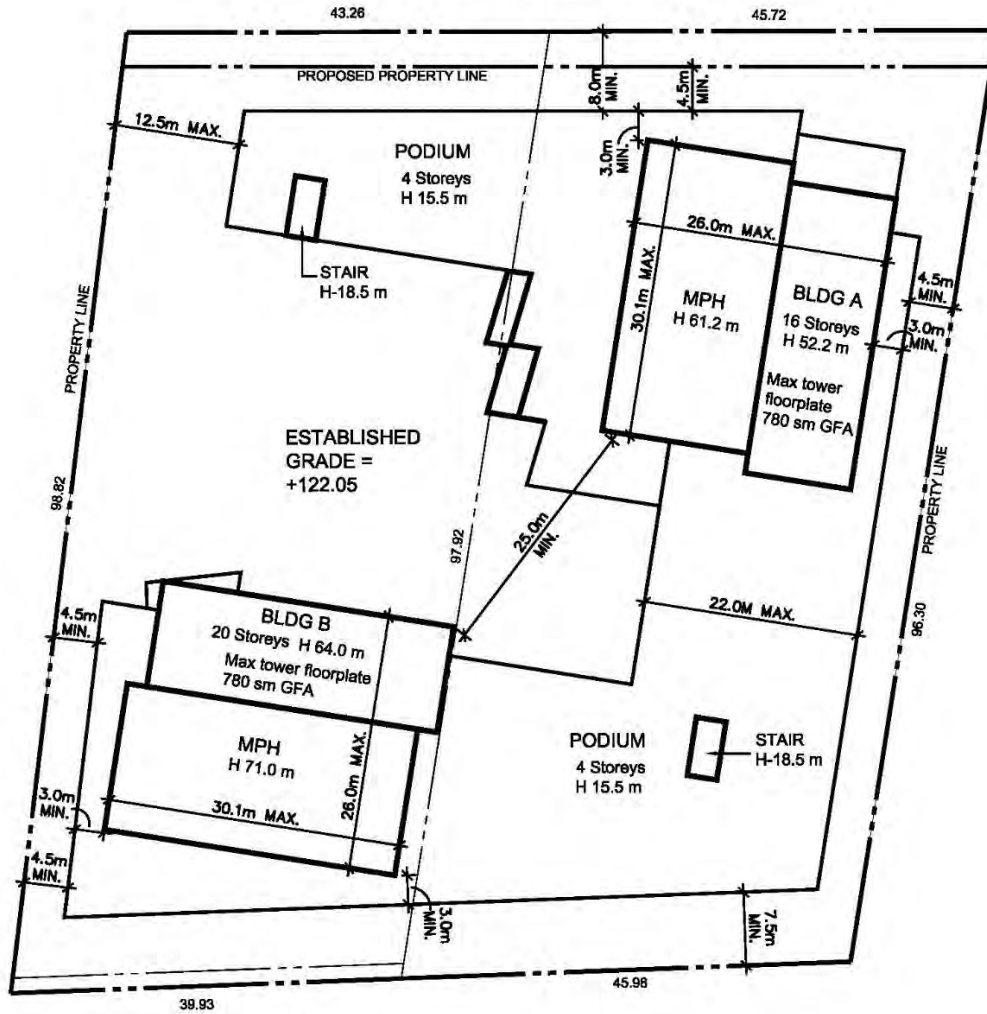 43.26
45.72
PROPOSED PROPERTY LINE
8.0m
MIN.
4.5m
MIN.
12.5m MAX.
PODIUM
4 Storeys
H 15.5 m
3.0m
MIN.
STAIR
H-18.5 m
26.0m MAX.
30.1m MAX.
MPH
H 61.2 m
BLDG A
16 Storeys
H 52.2 m
Max tower
floorplate
780 sm GFA
4.5m
MIN.
3.0m
MIN.
PROPERTY LINE
PROPERTY LINE
ESTABLISHED
GRADE =
+122.05
98.82
97.92
25.0m
MIN.
22.0M MAX.
96.30
4.5m
MIN.
BLDG B
20 Storeys H 64.0 m
Max tower floorplate
780 sm GFA
MPH
H 71.0 m
26.0m MAX.
30.1m MAX.
PODIUM
4 Storeys
H 15.5 m
STAIR
H-18.5 m
3.0m
MIN.
4.5m
MIN.
3.0m
MIN.
7.5m
MIN.
39.93
45.98